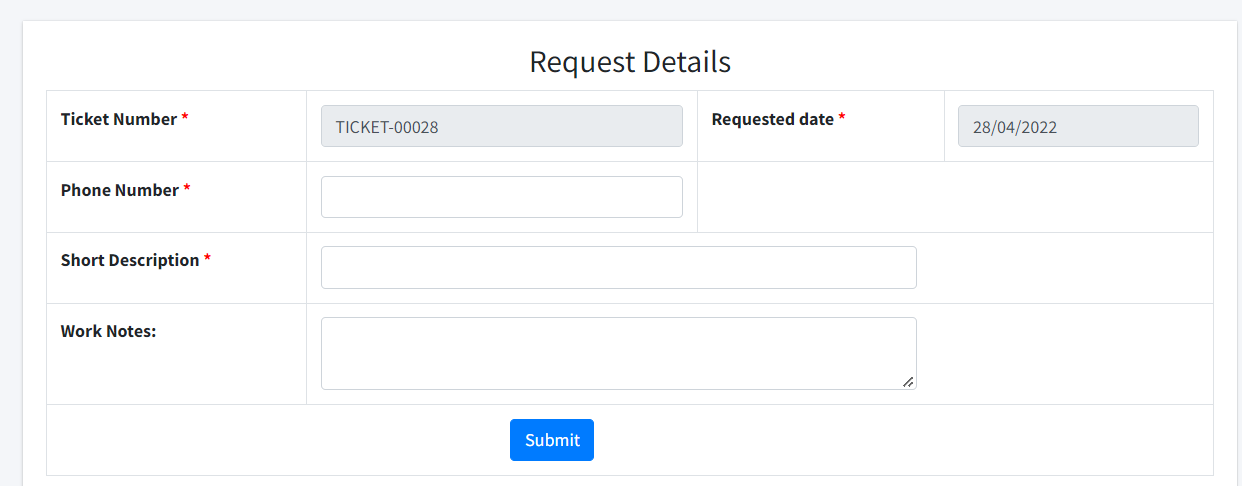 Request Details
Ticket Number * TICKET-00028 Requested date * 28/04/2022
Phone Number *
Short Description *
Work Notes:
Submit